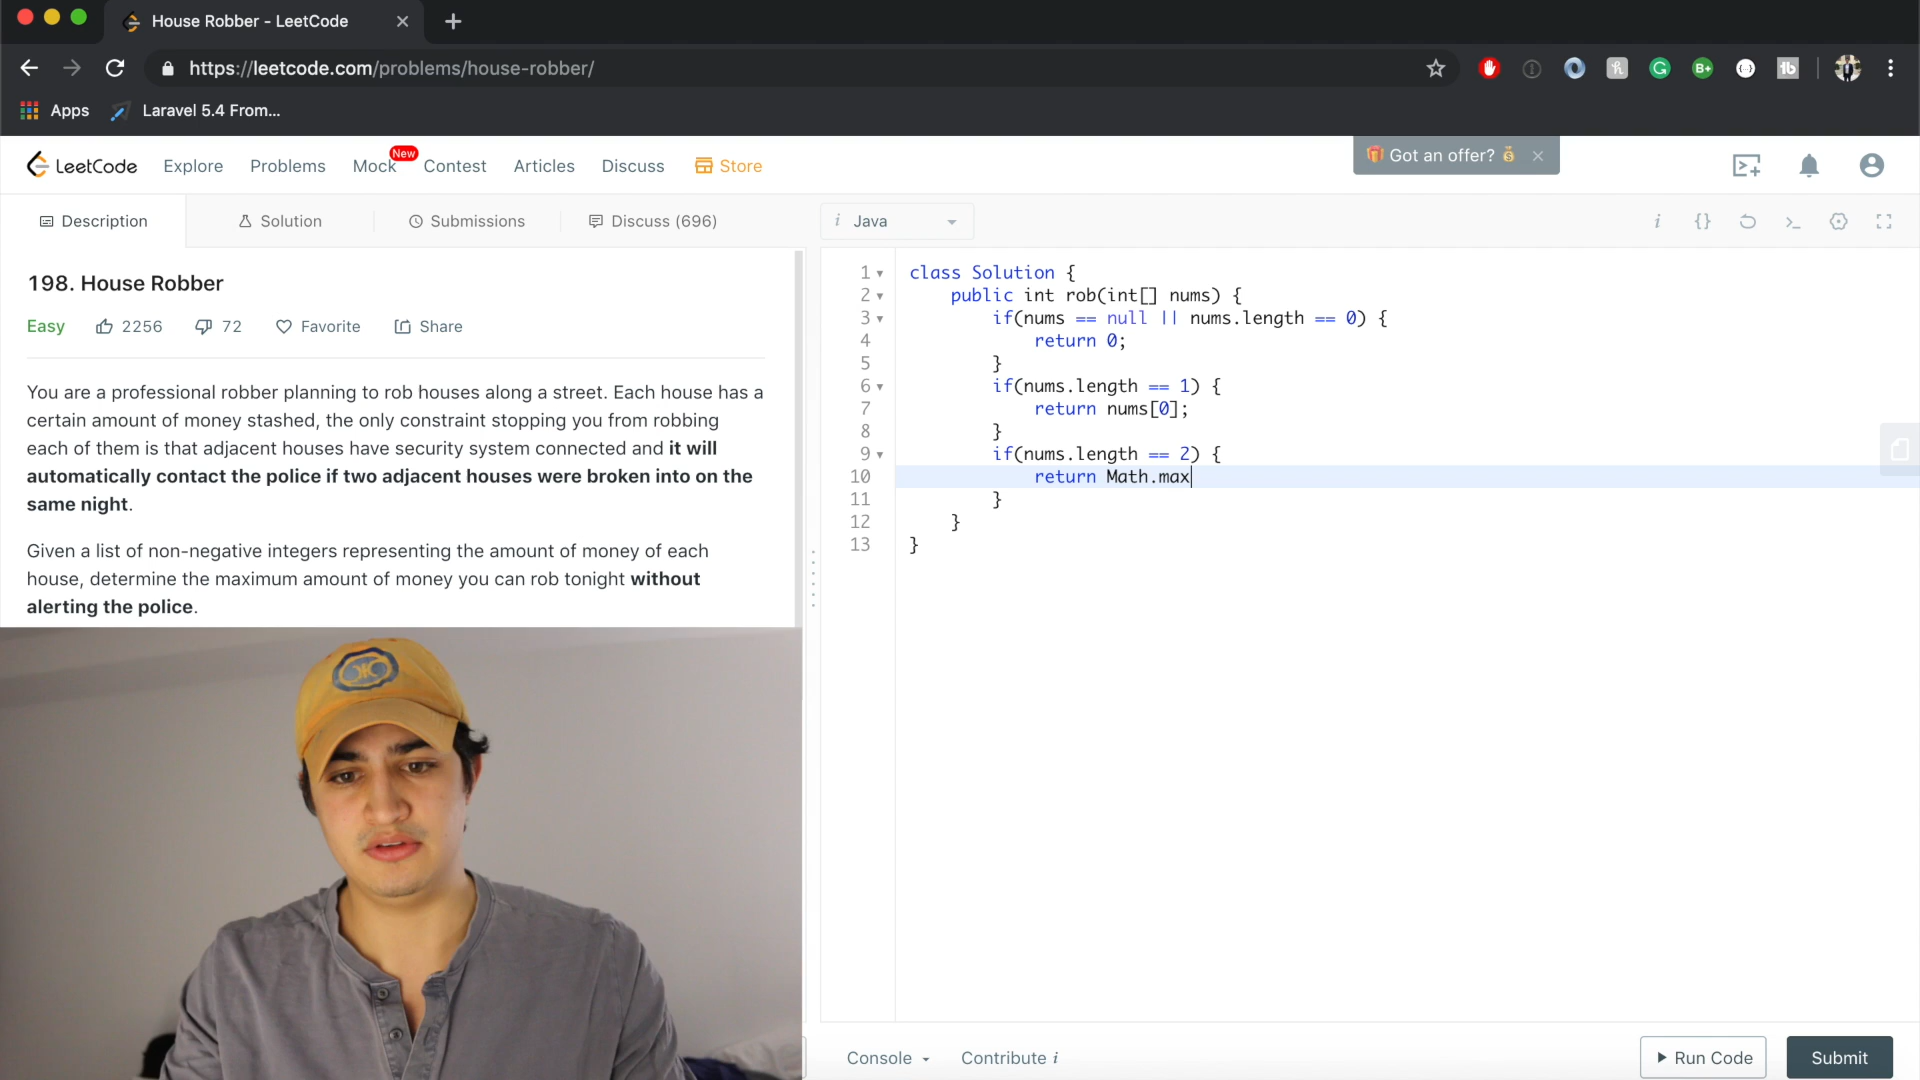 House Robber - LeetCode
https://leetcode.com/problems/house-robber/
Apps
Laravel 5.4 From...
LeetCode
Explore
Problems
Mock
New
Contest
Articles
Discuss
Store
Got an offer?
Description
Solution
Submissions
Discuss (696)
i Java
198. House Robber
Easy
2256
72
Favorite
Share
You are a professional robber planning to rob houses along a street. Each house has a
certain amount of money stashed, the only constraint stopping you from robbing
each of them is that adjacent houses have security system connected and it will
automatically contact the police if two adjacent houses were broken into on the
same night.
Given a list of non-negative integers representing the amount of money of each
house, determine the maximum amount of money you can rob tonight without
alerting the police.
1 class Solution {
2 public int rob(int[] nums) {
3 if(nums == null || nums.length == 0) {
4 return 0;
5 }
6 if(nums.length == 1) {
7 return nums[0];
8 }
9 if(nums.length == 2) {
10 return Math.max
11 }
12 }
13 }
Console
Contribute i
Run Code
Submit